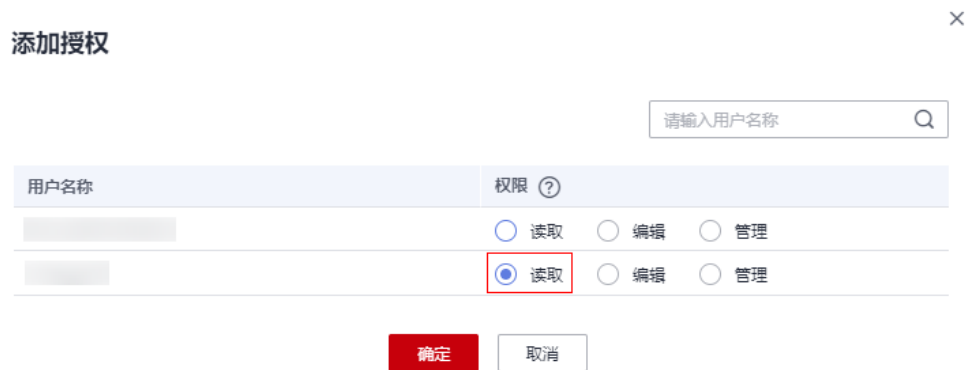 添加授权
请输入用户名称
用户名称 权限 ?
读取 编辑 管理
读取 编辑 管理
确定 取消